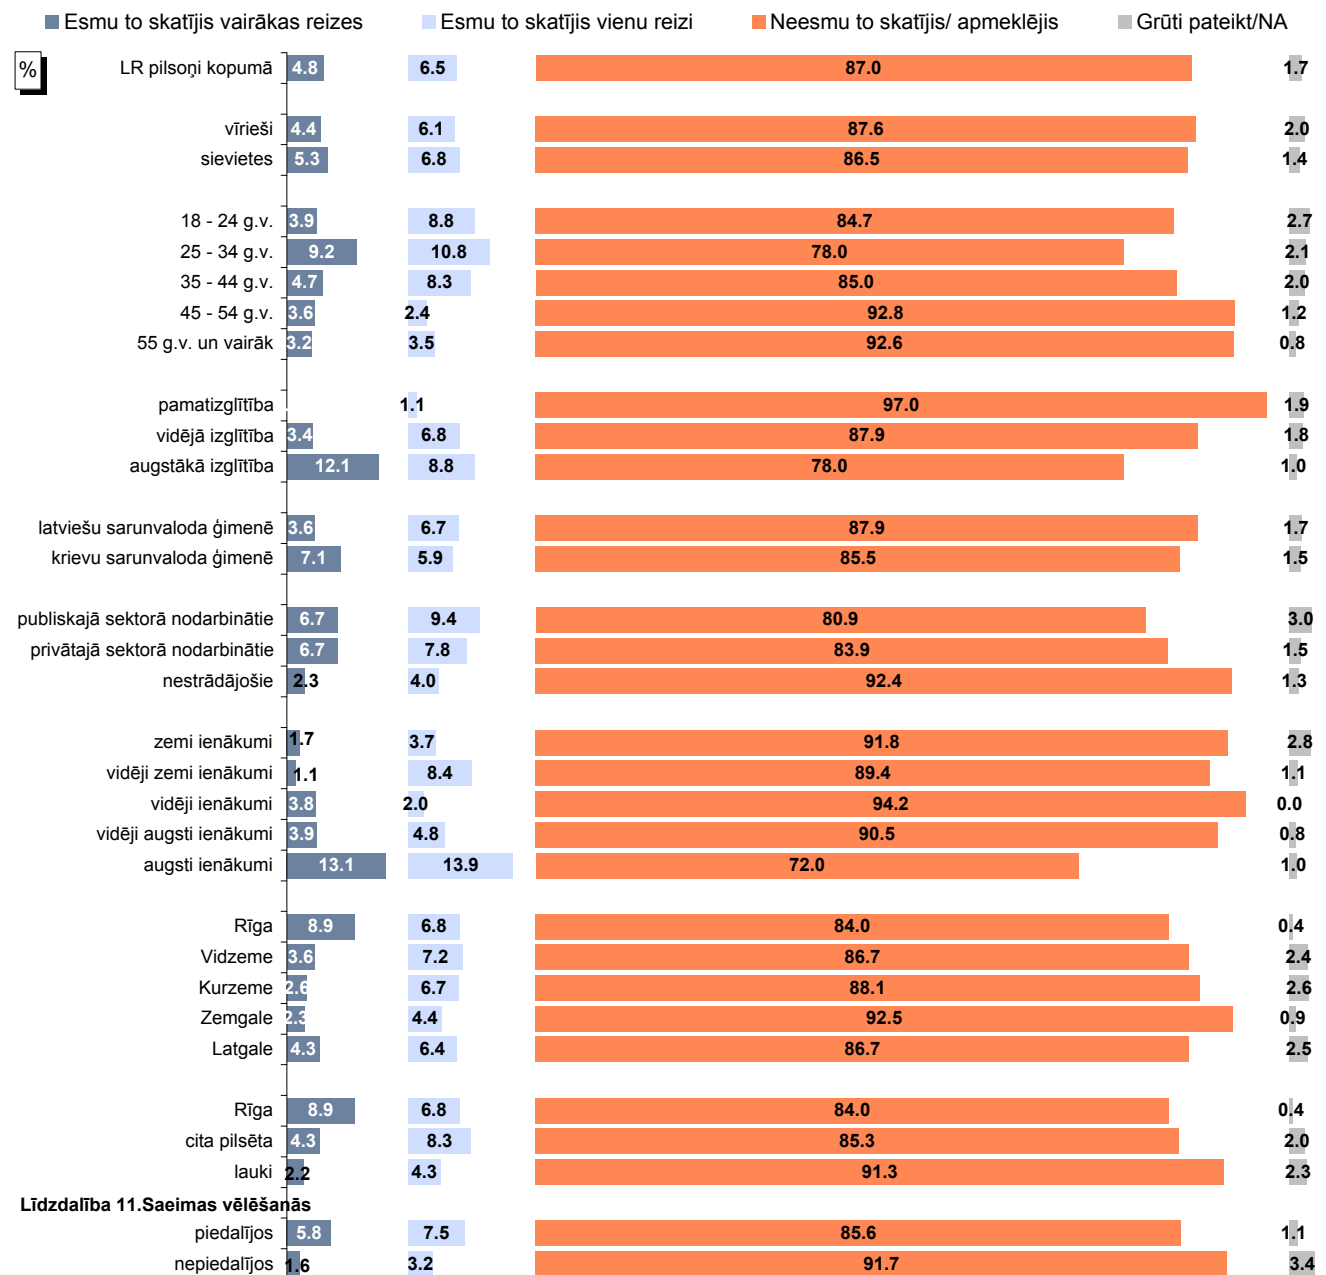 Esmu to skatījis vairākas reizes Esmu to skatījis vienu reizi Neesmu to skatījis/ apmeklējis Grūti pateikt/NA
%
LR pilsoņi kopumā 4.8 6.5 87.0 1.7
vīrieši 4.4 6.1 87.6 2.0
sievietes 5.3 6.8 86.5 1.4
18 - 24 g.v. 3.9 8.8 84.7 2.7
25 - 34 g.v. 9.2 10.8 78.0 2.1
35 - 44 g.v. 4.7 8.3 85.0 2.0
45 - 54 g.v. 3.6 2.4 92.8 1.2
55 g.v. un vairāk 3.2 3.5 92.6 0.8
pamatizglītība 1.1 97.0 1.9
vidējā izglītība 3.4 6.8 87.9 1.8
augstākā izglītība 12.1 8.8 78.0 1.0
latviešu sarunvaloda ģimenē 3.6 6.7 87.9 1.7
krievu sarunvaloda ģimenē 7.1 5.9 85.5 1.5
publiskajā sektorā nodarbinātie 6.7 9.4 80.9 3.0
privātajā sektorā nodarbinātie 6.7 7.8 83.9 1.5
nestrādājošie 2.3 4.0 92.4 1.3
zemi ienākumi 1.7 3.7 91.8 2.8
vidēji zemi ienākumi 1.1 8.4 89.4 1.1
vidēji ienākumi 3.8 2.0 94.2 0.0
vidēji augsti ienākumi 3.9 4.8 90.5 0.8
augsti ienākumi 13.1 13.9 72.0 1.0
Rīga 8.9 6.8 84.0 0.4
Vidzeme 3.6 7.2 86.7 2.4
Kurzeme 2.6 6.7 88.1 2.6
Zemgale 2.3 4.4 92.5 0.9
Latgale 4.3 6.4 86.7 2.5
Rīga 8.9 6.8 84.0 0.4
cita pilsēta 4.3 8.3 85.3 2.0
lauki 2.2 4.3 91.3 2.3
Līdzdalība 11.Saeimas vēlēšanās
piedalījos 5.8 7.5 85.6 1.1
nepiedalījos 1.6 3.2 91.7 3.4